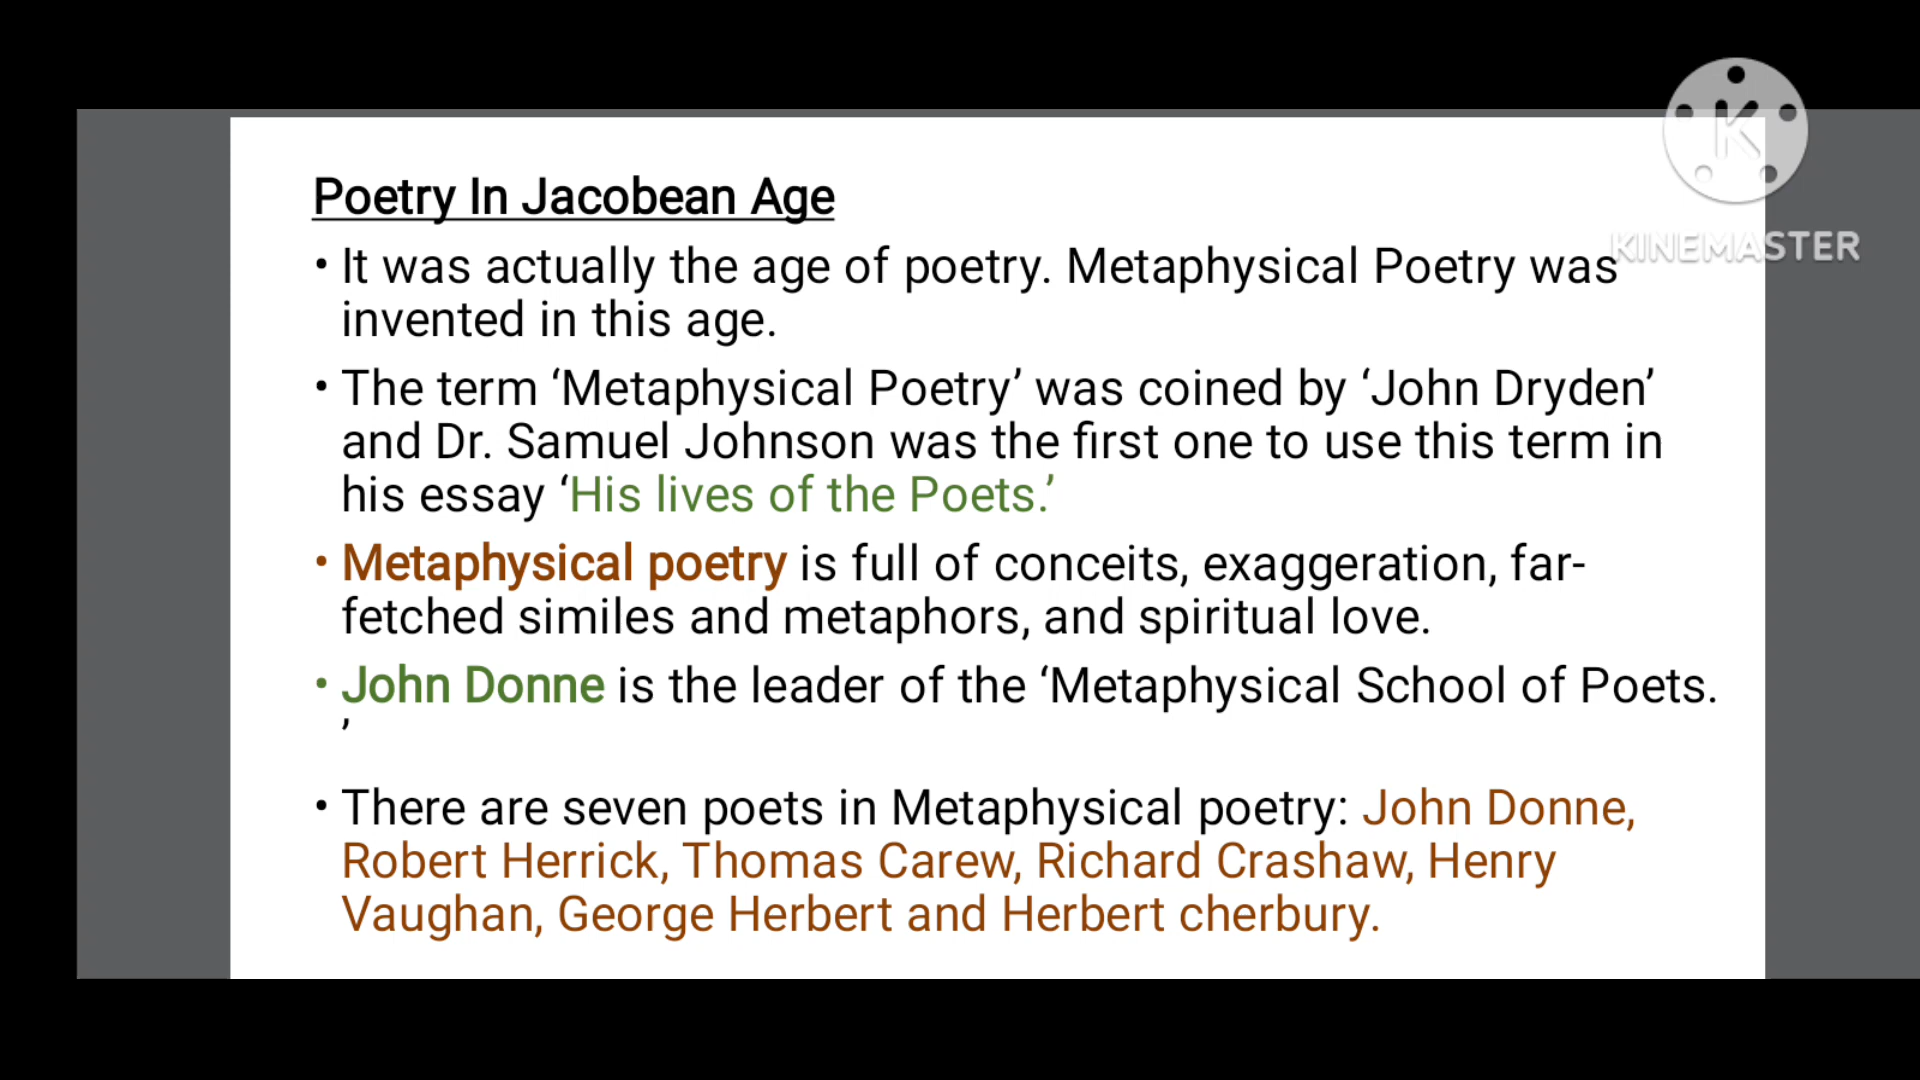 KINEMASTER
Poetry In Jacobean Age
• It was actually the age of poetry. Metaphysical Poetry was
invented in this age.
• The term ‘Metaphysical Poetry’ was coined by ‘John Dryden’
and Dr. Samuel Johnson was the first one to use this term in
his essay ‘His lives of the Poets.’
• Metaphysical poetry is full of conceits, exaggeration, far-
fetched similes and metaphors, and spiritual love.
• John Donne is the leader of the ‘Metaphysical School of Poets.
’
• There are seven poets in Metaphysical poetry: John Donne,
Robert Herrick, Thomas Carew, Richard Crashaw, Henry
Vaughan, George Herbert and Herbert cherbury.